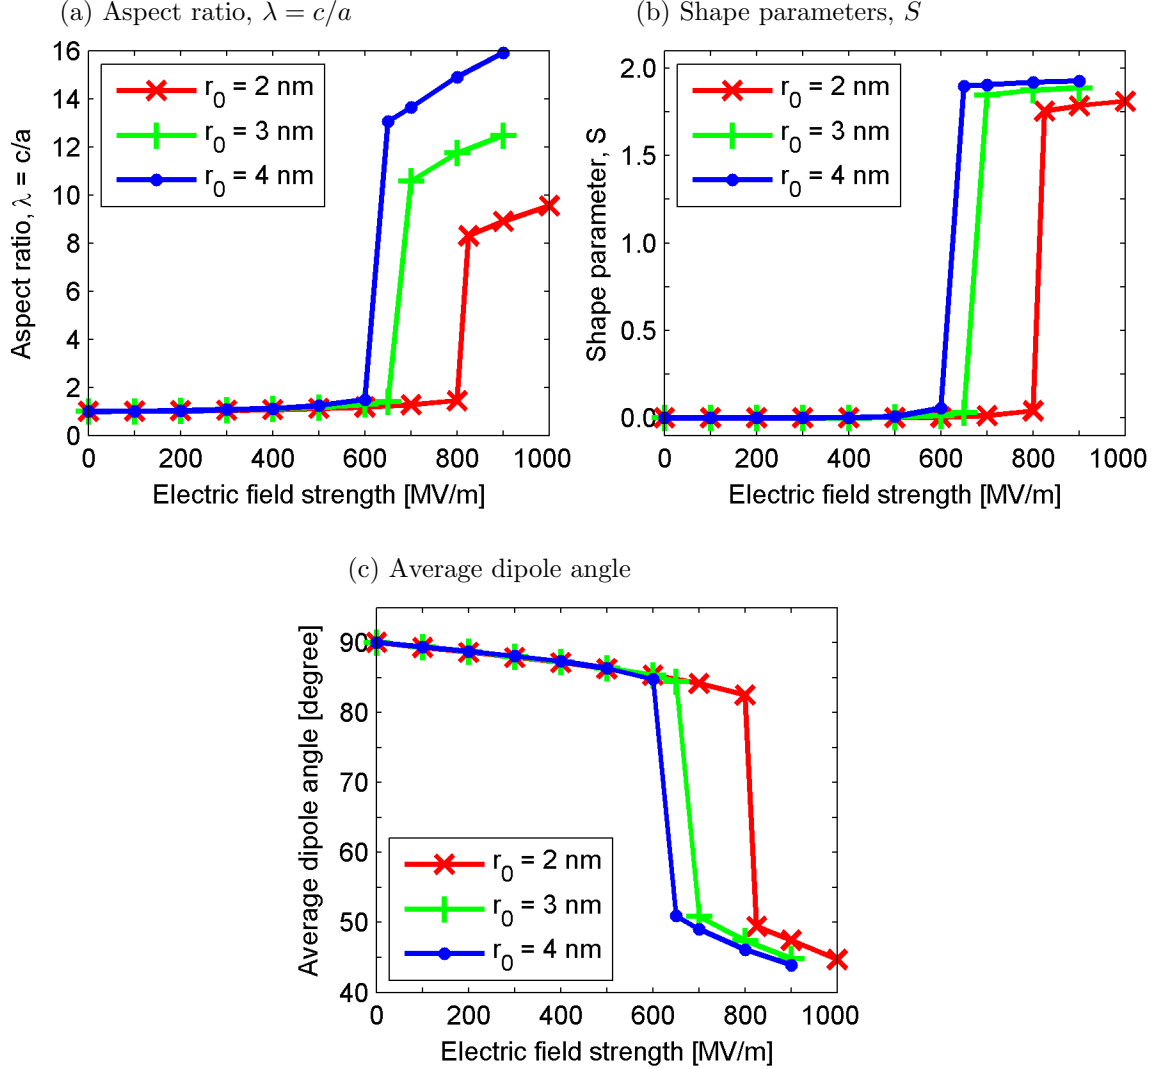 (a) Aspect ratio, λ = c/a
16
14
12
10
8
6
4
2
0
Aspect ratio, λ = c/a
r0 = 2 nm
r0 = 3 nm
r0 = 4 nm
0 200 400 600 800 1000
Electric field strength [MV/m]
(b) Shape parameters, S
2.0
1.5
1.0
0.5
0.0
Shape parameter, S
r0 = 2 nm
r0 = 3 nm
r0 = 4 nm
0 200 400 600 800 1000
Electric field strength [MV/m]
(c) Average dipole angle
90
80
70
60
50
40
Average dipole angle [degree]
r0 = 2 nm
r0 = 3 nm
r0 = 4 nm
0 200 400 600 800 1000
Electric field strength [MV/m]